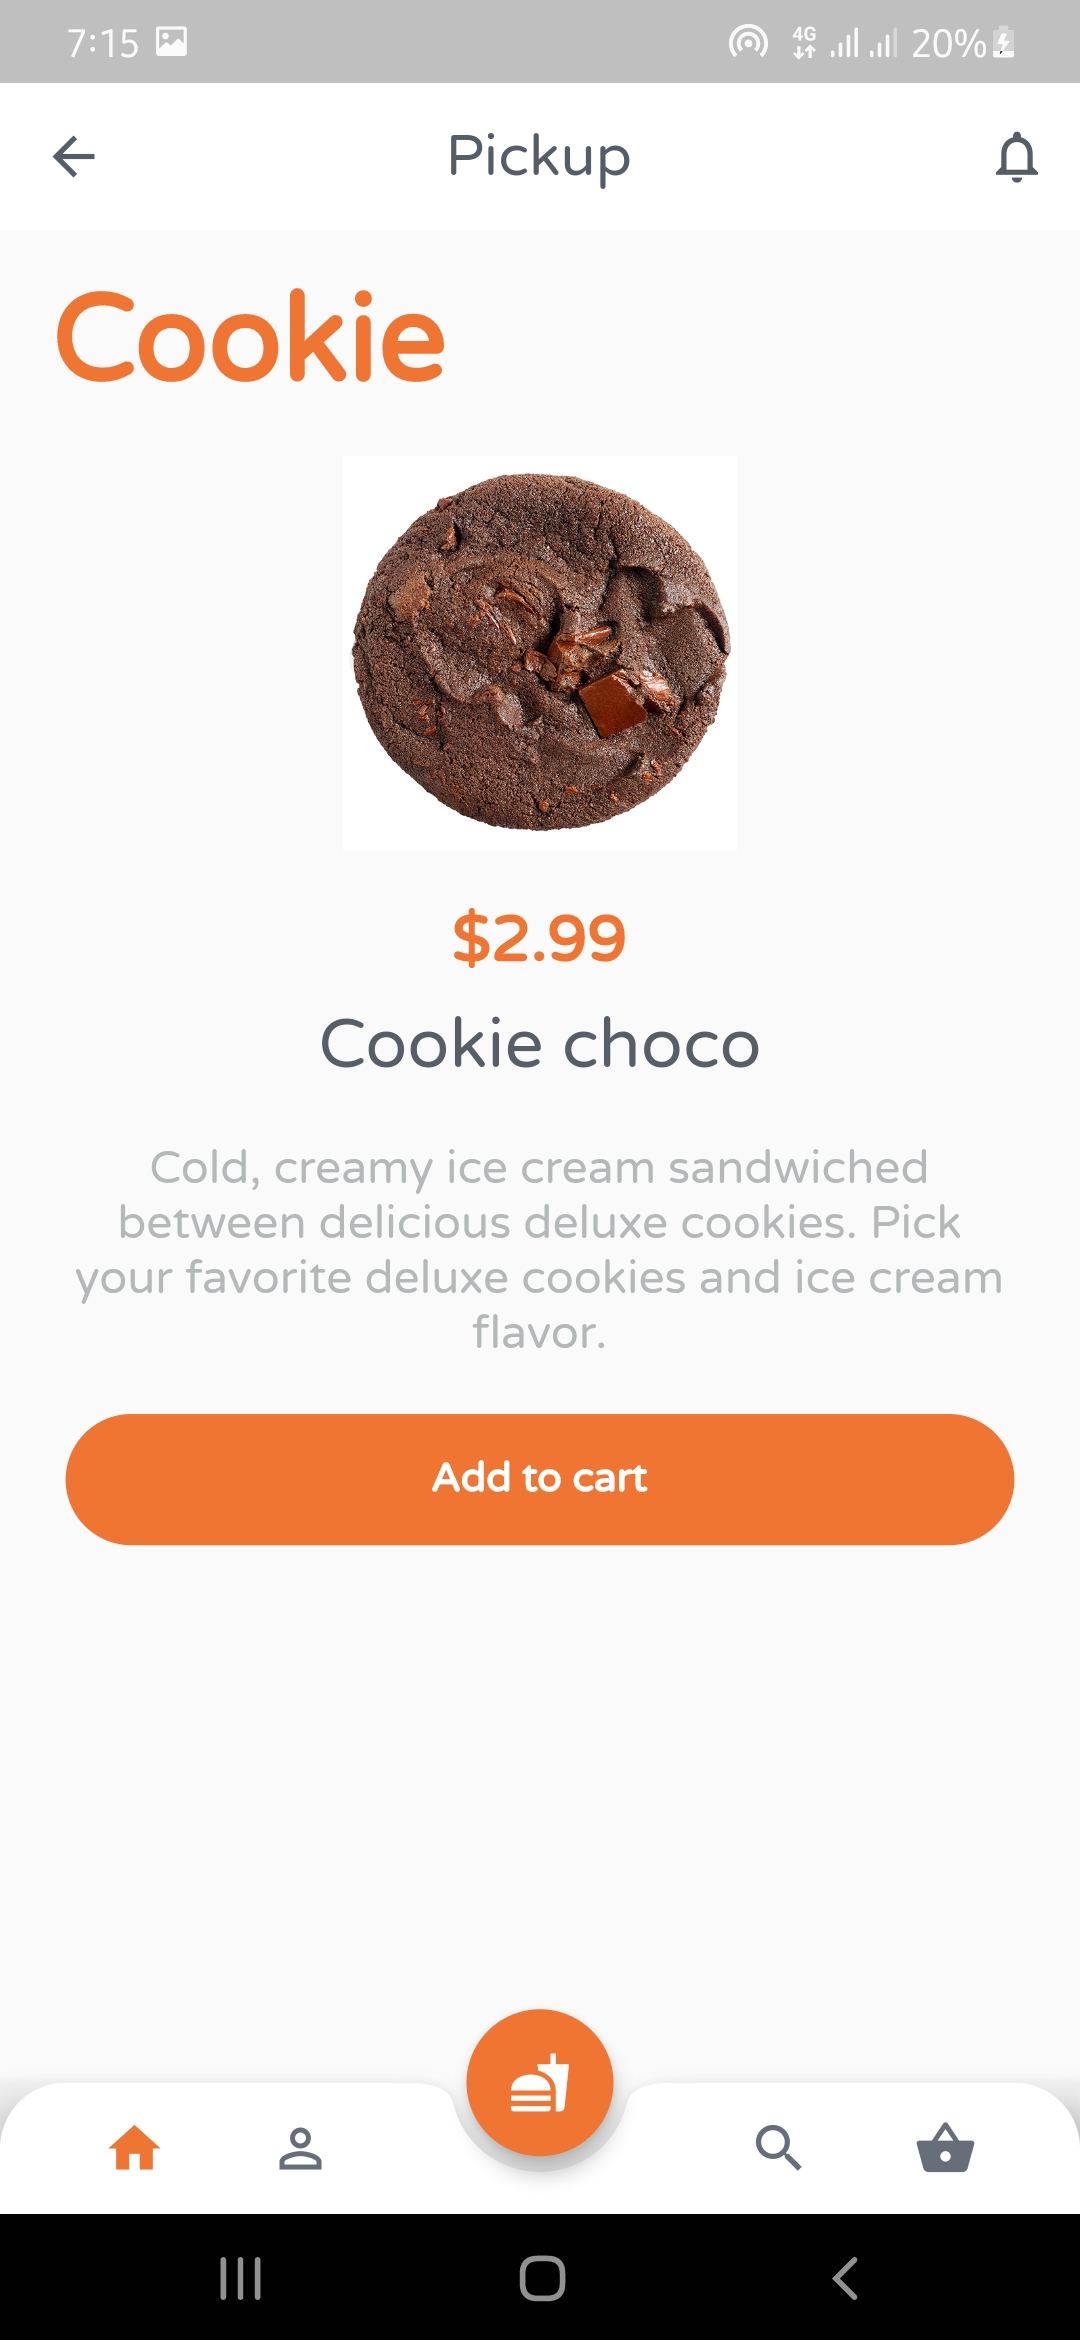 7:15
4G
20%
Pickup
Cookie
$2.99
Cookie choco
Cold, creamy ice cream sandwiched
between delicious deluxe cookies. Pick
your favorite deluxe cookies and ice cream
flavor.
Add to cart